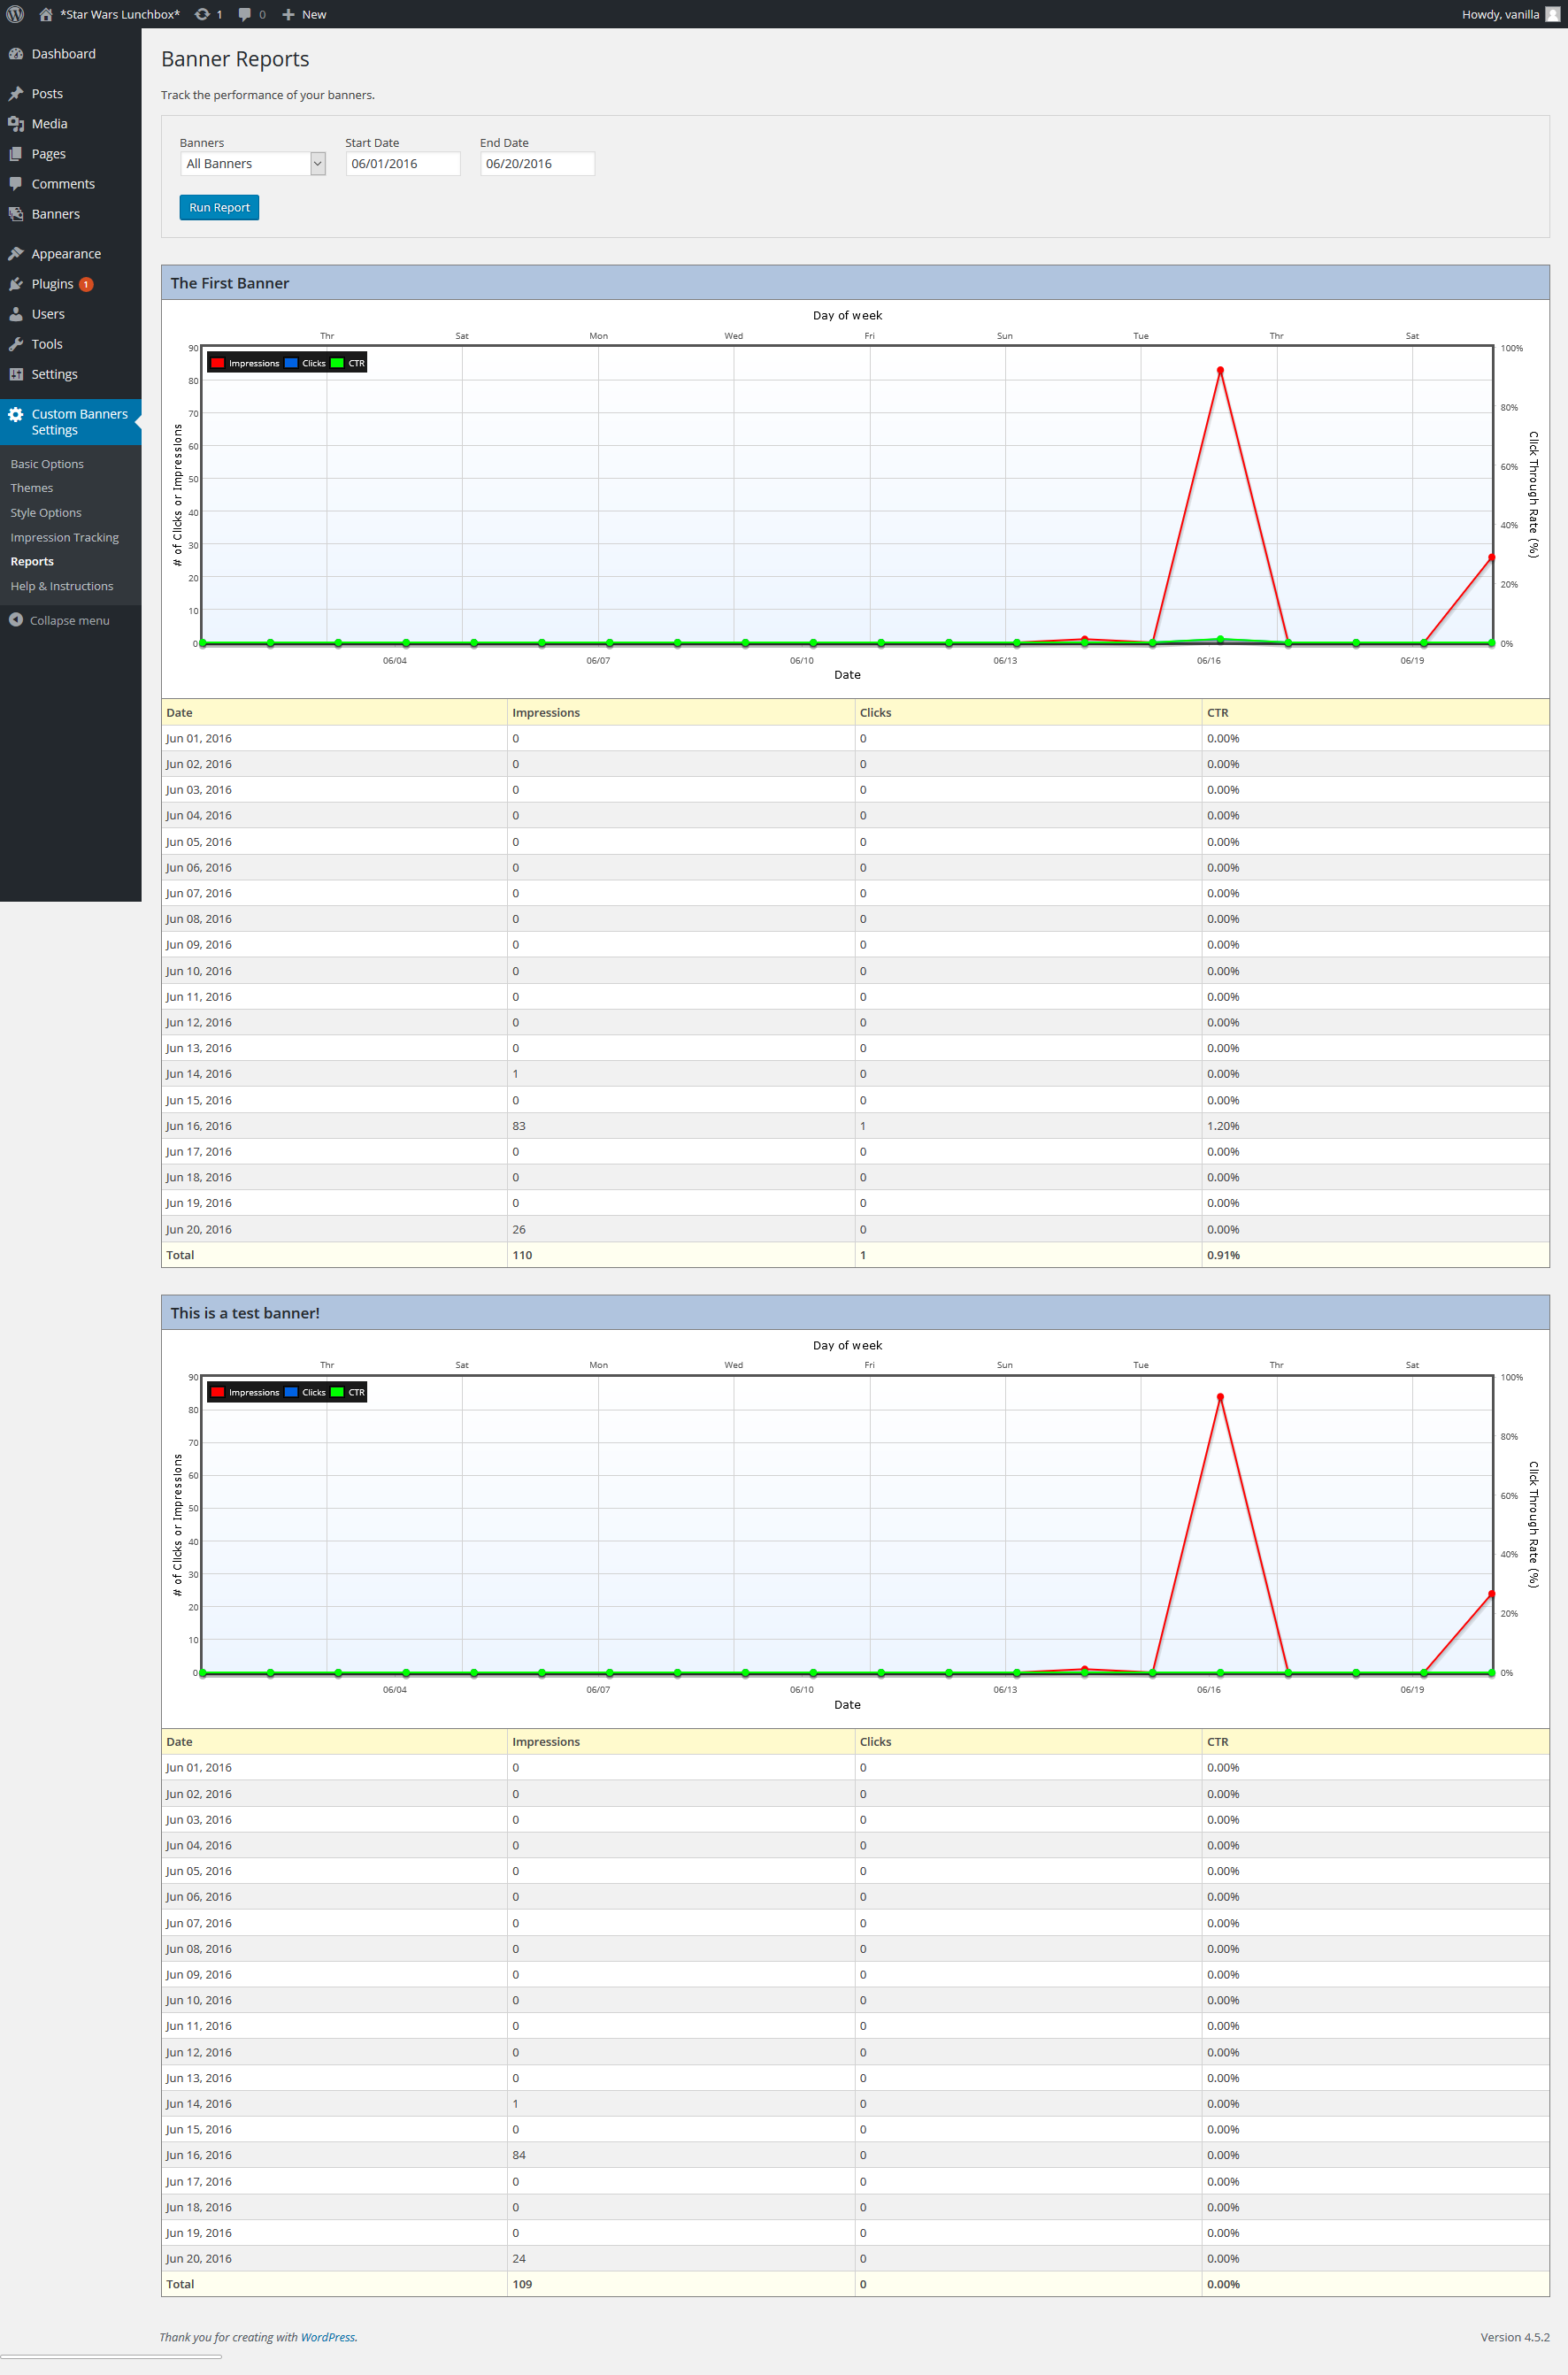 *Star Wars Lunchbox* 1 0 New Howdy, vanilla
Dashboard
Posts
Media
Pages
Comments
Banners
Appearance
Plugins 1
Users
Tools
Settings
Custom Banners
Settings
Basic Options
Themes
Style Options
Impression Tracking
Reports
Help & Instructions
Collapse menu
Banner Reports
Track the performance of your banners.
Banners Start Date End Date
All Banners 06/01/2016 06/20/2016
Run Report
The First Banner
Day of week
Thr Sat Mon Wed Fri Sun Tue Thr Sat
Impressions Clicks CTR
# of Clicks or Impressions
90
80
70
60
50
40
30
20
10
0
100%
80%
60%
40%
20%
0%
Click Through Rate (%)
06/04 06/07 06/10 06/13 06/16 06/19
Date
Date Impressions Clicks CTR
Jun 01, 2016 0 0 0.00%
Jun 02, 2016 0 0 0.00%
Jun 03, 2016 0 0 0.00%
Jun 04, 2016 0 0 0.00%
Jun 05, 2016 0 0 0.00%
Jun 06, 2016 0 0 0.00%
Jun 07, 2016 0 0 0.00%
Jun 08, 2016 0 0 0.00%
Jun 09, 2016 0 0 0.00%
Jun 10, 2016 0 0 0.00%
Jun 11, 2016 0 0 0.00%
Jun 12, 2016 0 0 0.00%
Jun 13, 2016 0 0 0.00%
Jun 14, 2016 1 0 0.00%
Jun 15, 2016 0 0 0.00%
Jun 16, 2016 83 1 1.20%
Jun 17, 2016 0 0 0.00%
Jun 18, 2016 0 0 0.00%
Jun 19, 2016 0 0 0.00%
Jun 20, 2016 26 0 0.00%
Total 110 1 0.91%
This is a test banner!
Day of week
Thr Sat Mon Wed Fri Sun Tue Thr Sat
Impressions Clicks CTR
# of Clicks or Impressions
90
80
70
60
50
40
30
20
10
0
100%
80%
60%
40%
20%
0%
Click Through Rate (%)
06/04 06/07 06/10 06/13 06/16 06/19
Date
Date Impressions Clicks CTR
Jun 01, 2016 0 0 0.00%
Jun 02, 2016 0 0 0.00%
Jun 03, 2016 0 0 0.00%
Jun 04, 2016 0 0 0.00%
Jun 05, 2016 0 0 0.00%
Jun 06, 2016 0 0 0.00%
Jun 07, 2016 0 0 0.00%
Jun 08, 2016 0 0 0.00%
Jun 09, 2016 0 0 0.00%
Jun 10, 2016 0 0 0.00%
Jun 11, 2016 0 0 0.00%
Jun 12, 2016 0 0 0.00%
Jun 13, 2016 0 0 0.00%
Jun 14, 2016 1 0 0.00%
Jun 15, 2016 0 0 0.00%
Jun 16, 2016 84 0 0.00%
Jun 17, 2016 0 0 0.00%
Jun 18, 2016 0 0 0.00%
Jun 19, 2016 0 0 0.00%
Jun 20, 2016 24 0 0.00%
Total 109 0 0.00%
Thank you for creating with WordPress. Version 4.5.2